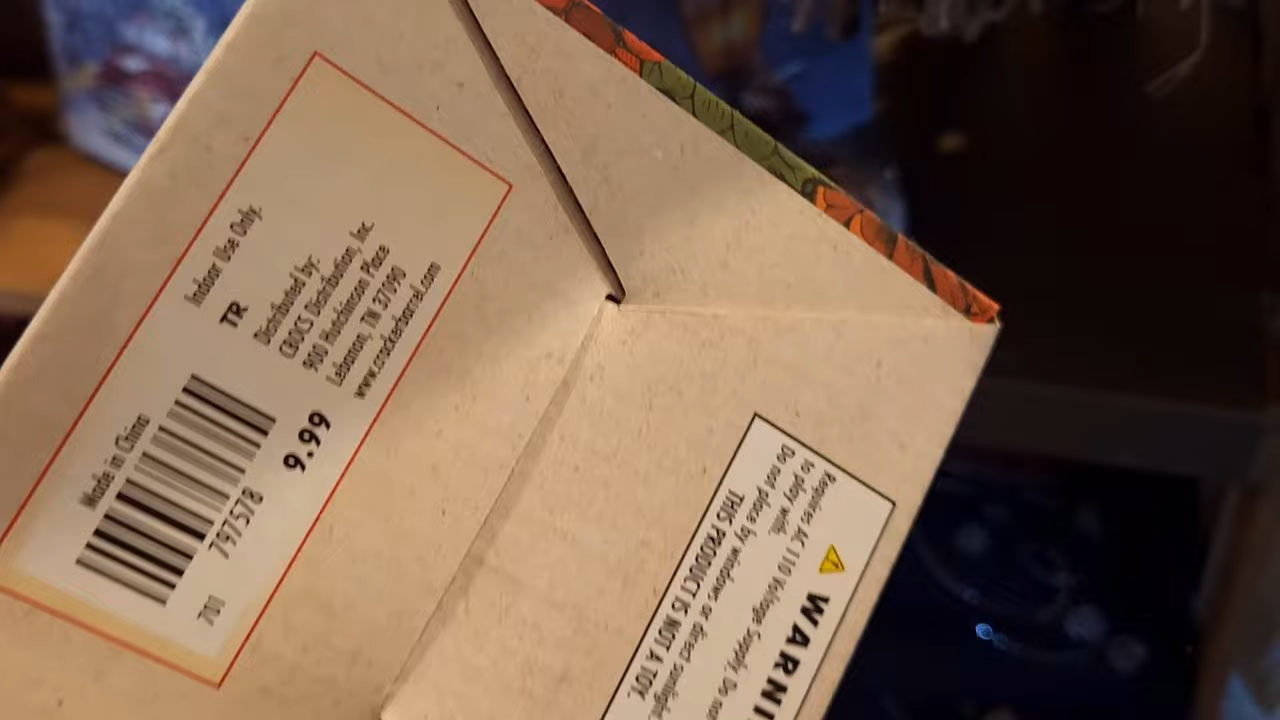 Indoor Use Only.
TR
Distributed by:
CBOCS Distribution, Inc.
900 Hutchinson Place
Lebanon, TN 37090
www.crackerbarrel.com
Made in China
9.99
797578
701
WARNI
Requires AC 110 Voltage Supply. Do not
to play with.
Do not place by windows or direct sunlight.
THIS PRODUCT IS NOT A TOY.